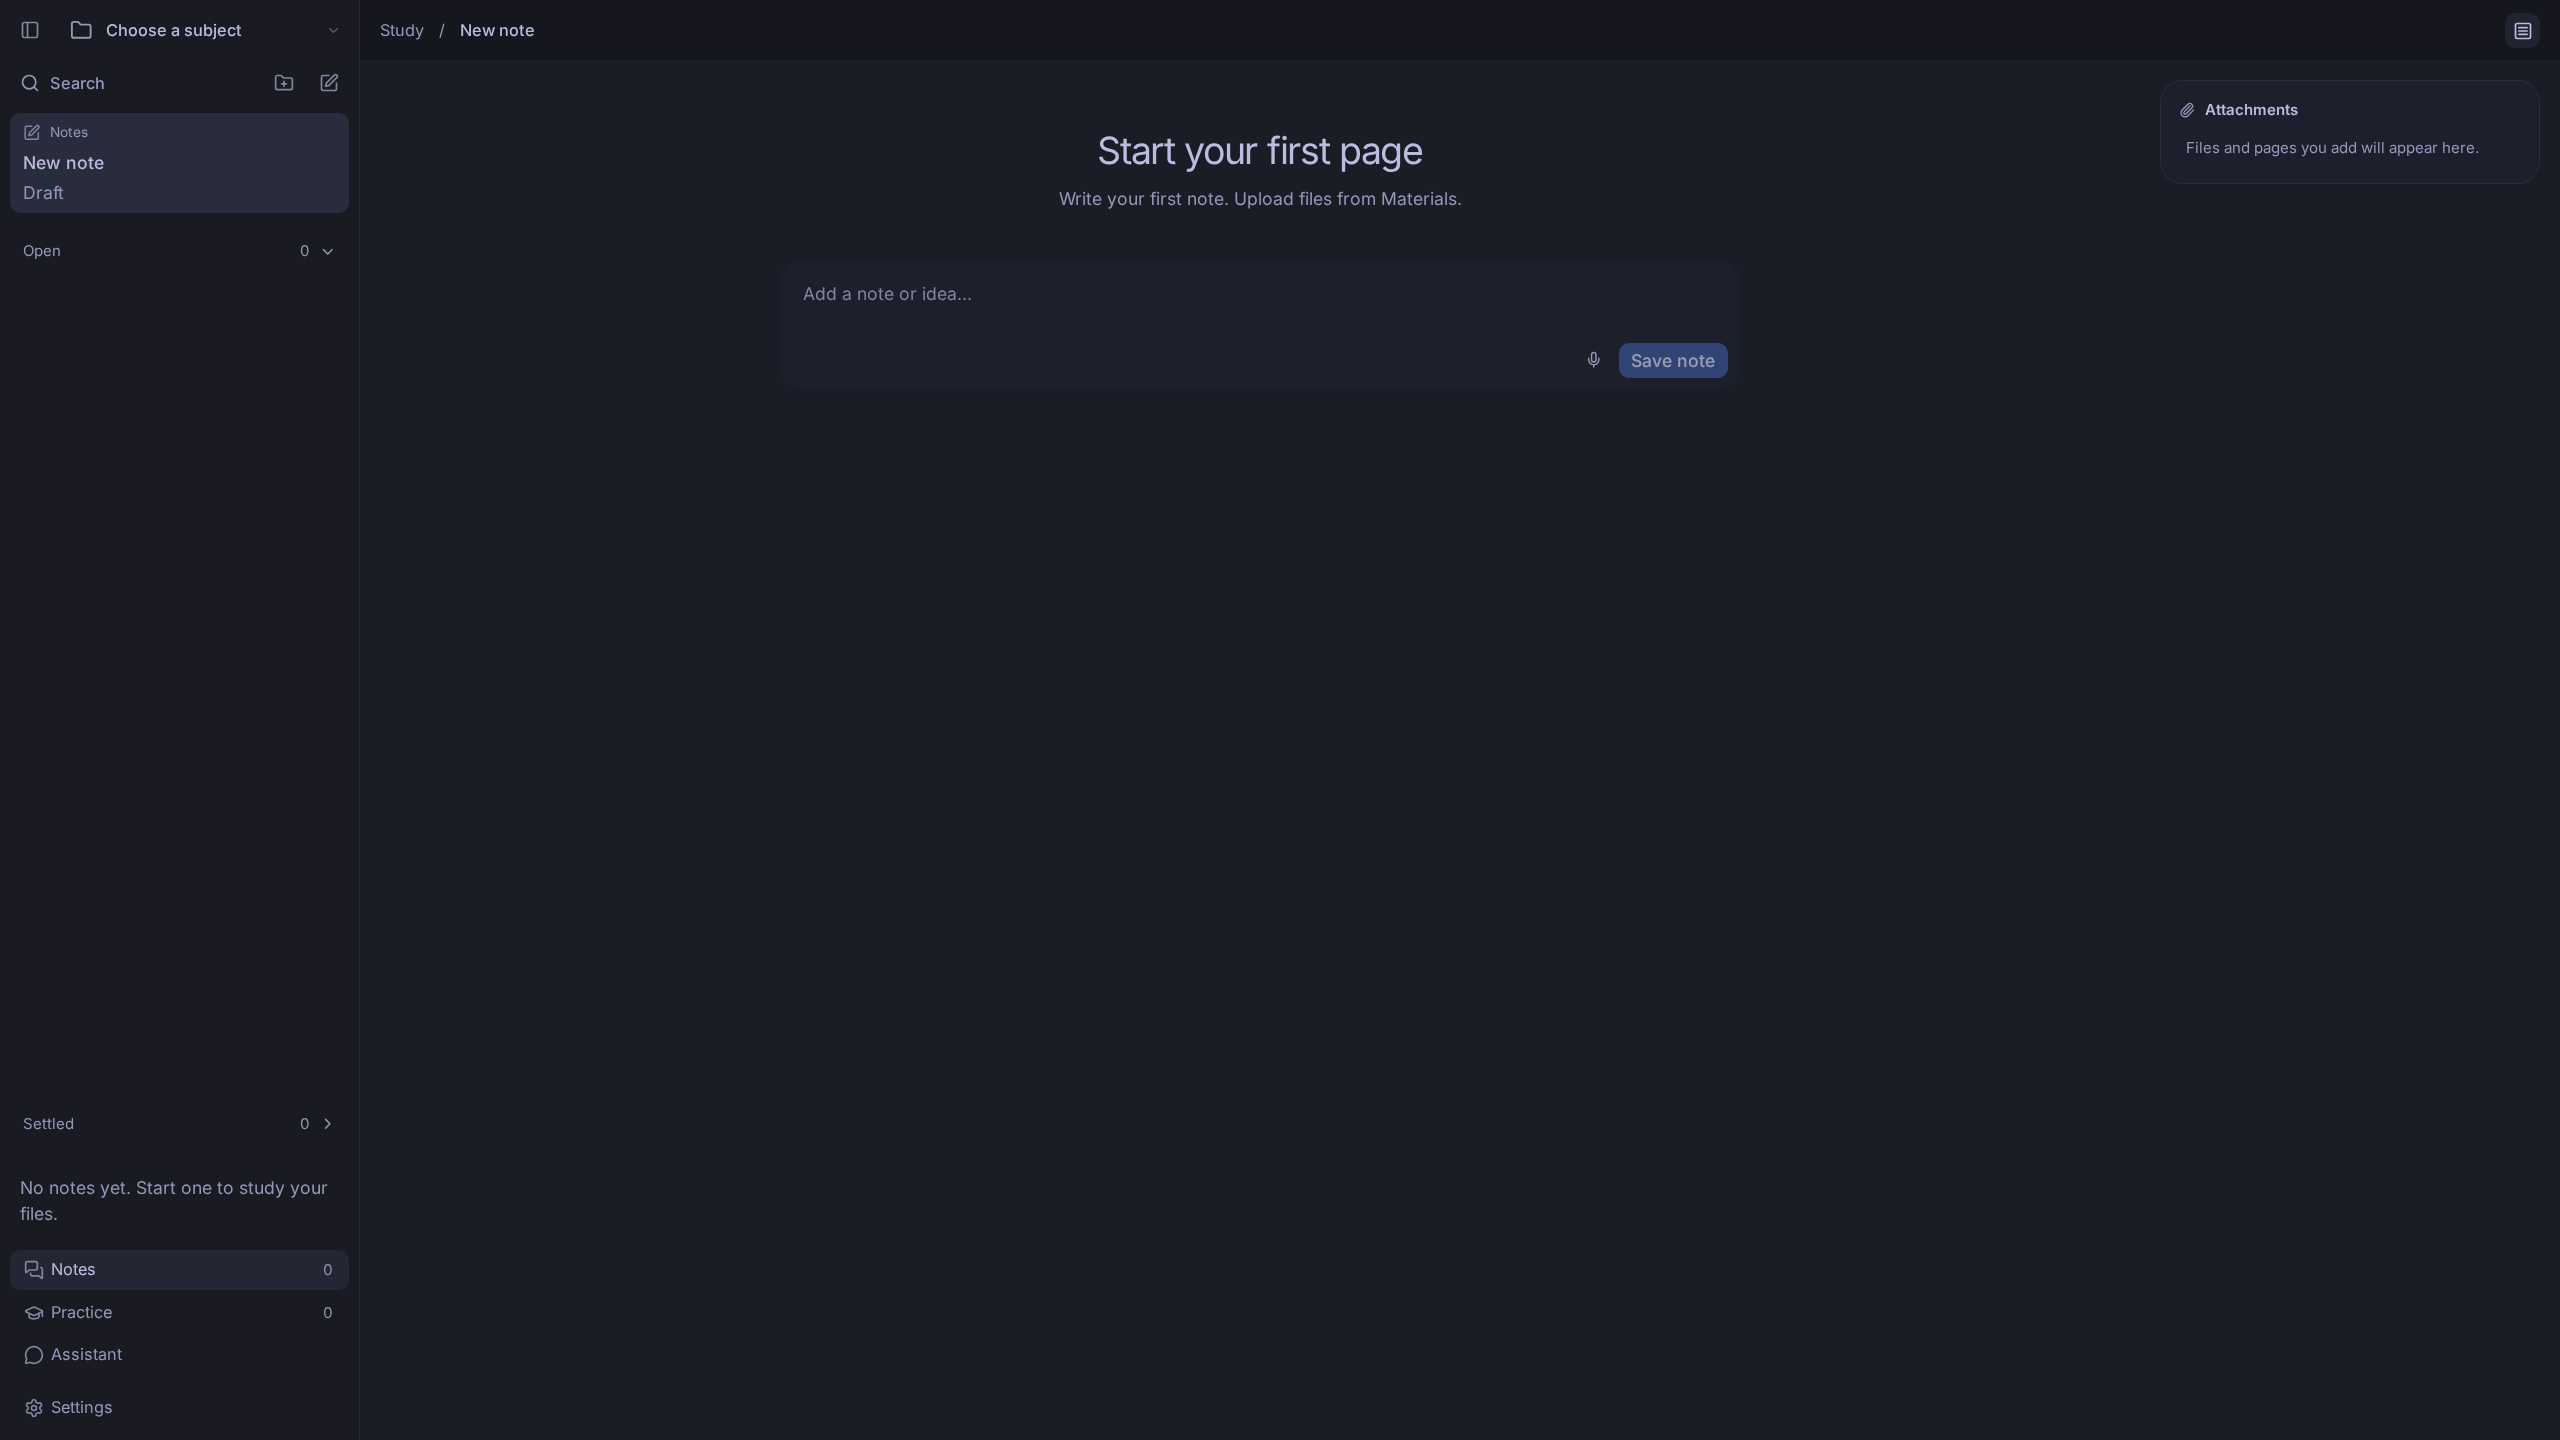 Choose a subject
Search
Notes
New note
Draft
Open 0
Settled 0
No notes yet. Start one to study your
files.
Notes 0
Practice 0
Assistant
Settings
Study / New note
Start your first page
Write your first note. Upload files from Materials.
Add a note or idea...
Save note
Attachments
Files and pages you add will appear here.